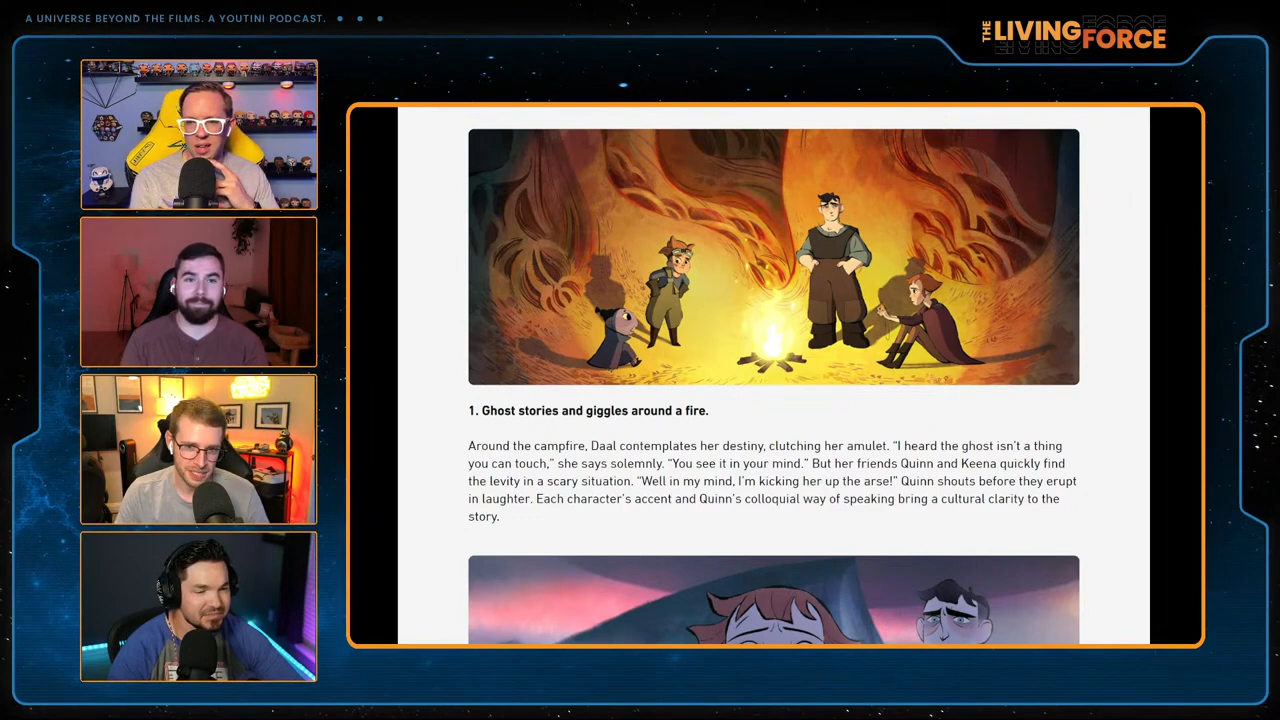 A UNIVERSE BEYOND THE FILMS. A YOUTINI PODCAST.
THE LIVING FORCE
1. Ghost stories and giggles around a fire.
Around the campfire, Daal contemplates her destiny, clutching her amulet. “I heard the ghost isn’t a thing
you can touch,” she says solemnly. “You see it in your mind.” But her friends Quinn and Keena quickly find
the levity in a scary situation. “Well in my mind, I’m kicking her up the arse!” Quinn shouts before they erupt
in laughter. Each character’s accent and Quinn’s colloquial way of speaking bring a cultural clarity to the
story.